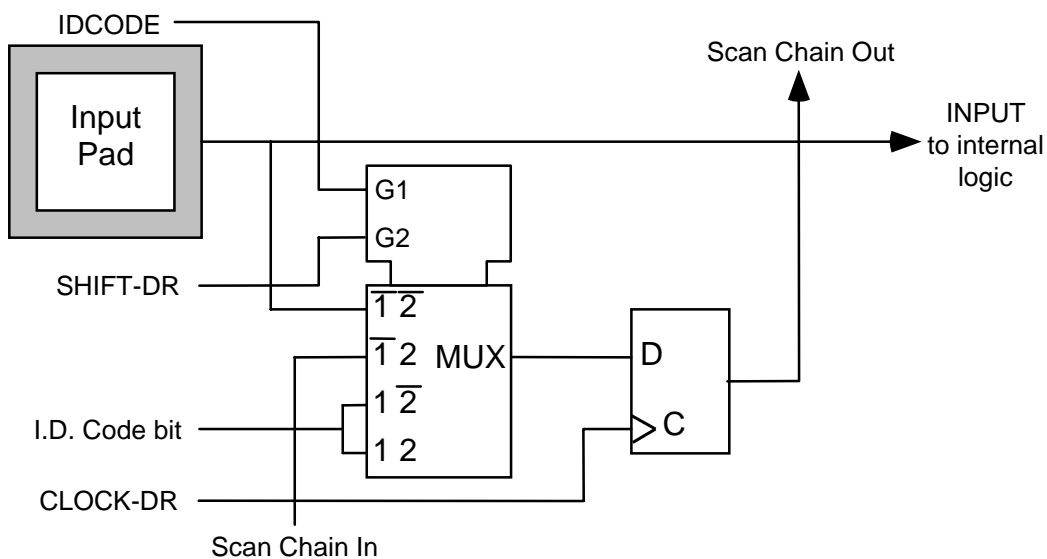 IDCODE
Scan Chain Out
Input
Pad
INPUT
to internal
logic
G1
G2
SHIFT-DR
1̅ 2̅
1̅ 2
MUX
D
1 2̅
I.D. Code bit
C
1 2
CLOCK-DR
Scan Chain In